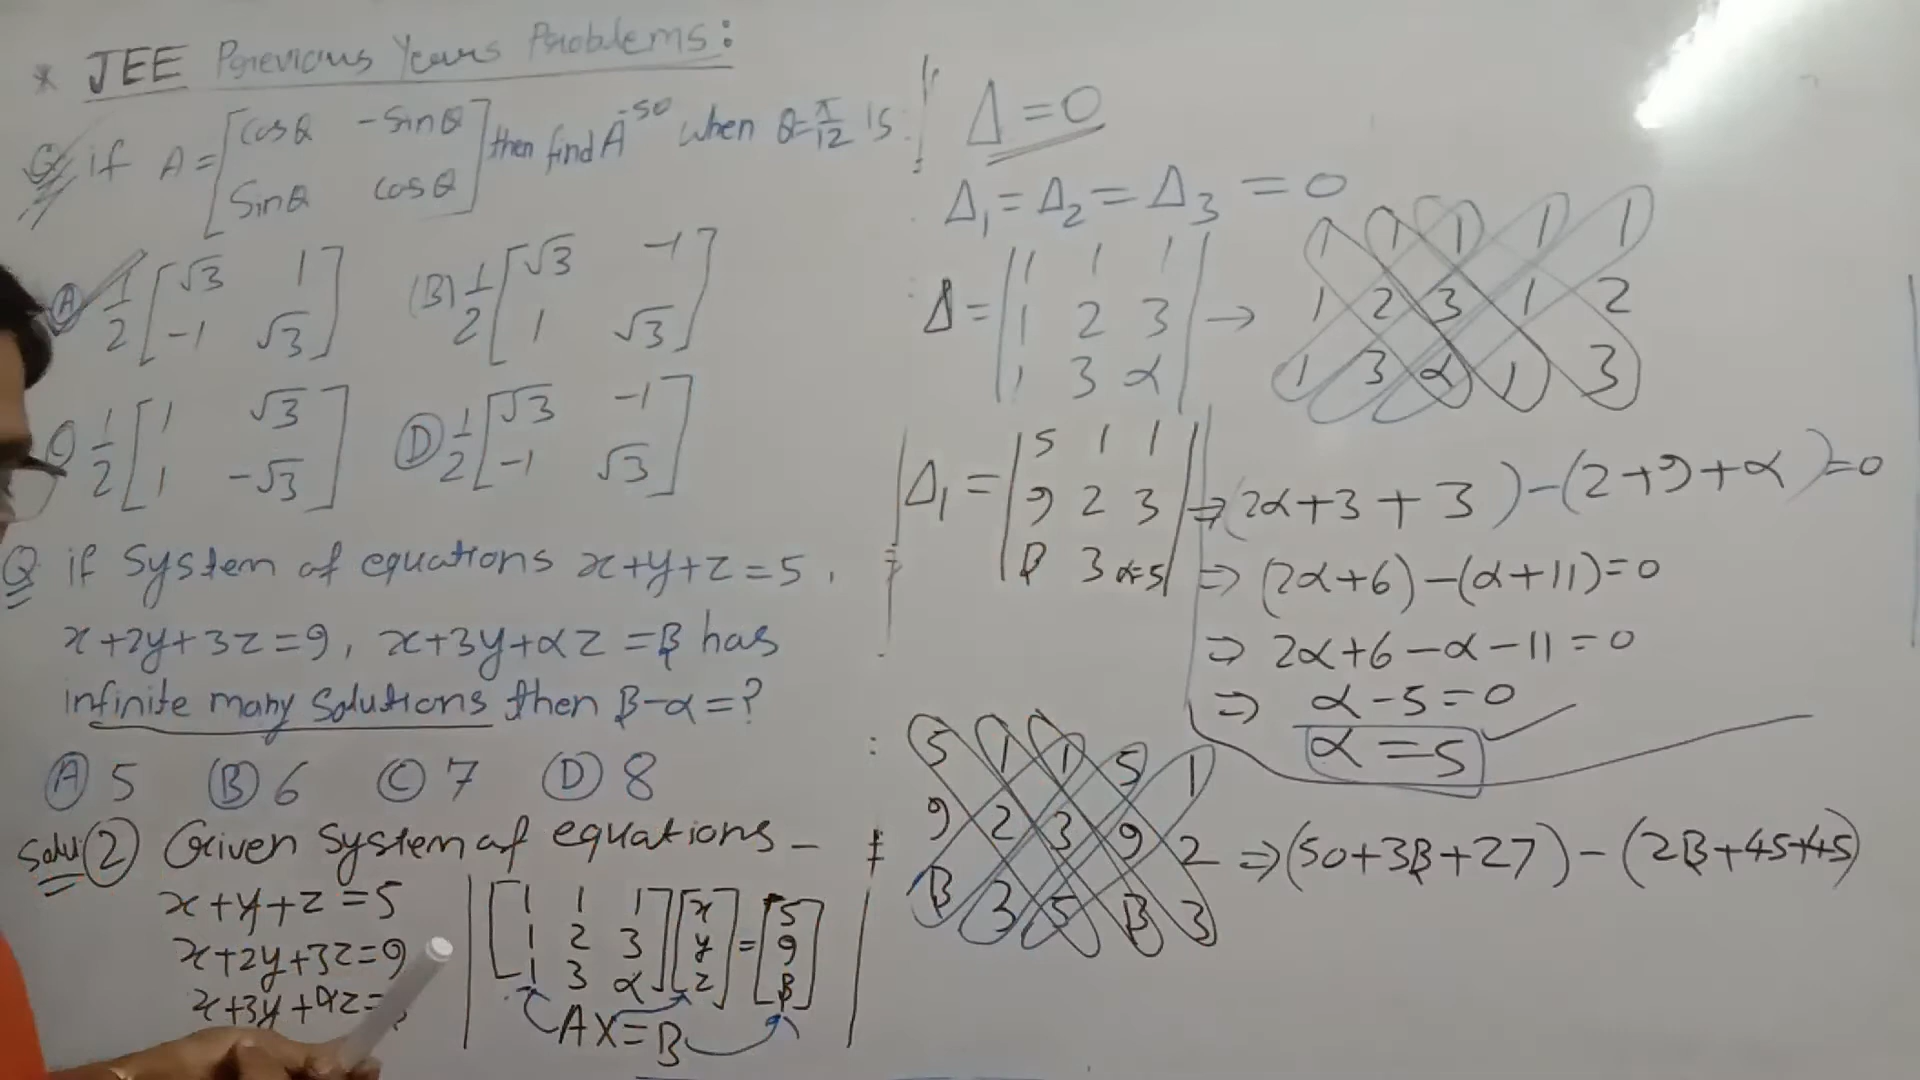 * JEE Previous Years Problems:
Q if A = [cosθ -sinθ
sinθ cosθ] then find A^-50 when θ=π/12 is:
(A) 1/2 [√3 1
-1 √3]
(B) 1/2 [√3 -1
1 √3]
1/2 [1 √3
1 -√3]
(D) 1/2 [√3 -1
-1 √3]
Q if System of equations x+y+z=5,
x+2y+3z=9, x+3y+αz=β has
infinite many solutions then β-α=?
(A) 5 (B) 6 (C) 7 (D) 8
Solu (2) Given System of equations -
x+y+z=5
x+2y+3z=9
x+3y+αz=
[1 1 1
1 2 3
1 3 α] [x
y
z] = [5
9
β]
AX=B
Δ=0
Δ₁=Δ₂=Δ₃=0
Δ= |1 1 1
1 2 3
1 3 α| →
1 1 1 1 1
1 2 3 1 2
1 3 α 1 3
⇒(2α+3+3)-(2+9+α)=0
⇒ (2α+6)-(α+11)=0
⇒ 2α+6-α-11=0
⇒ α-5=0
α=5
Δ₁= |5 1 1
9 2 3
β 3 α=5|
5 1 1 5 1
9 2 3 9 2
β 3 5 β 3
⇒(50+3β+27)-(2β+45+45)